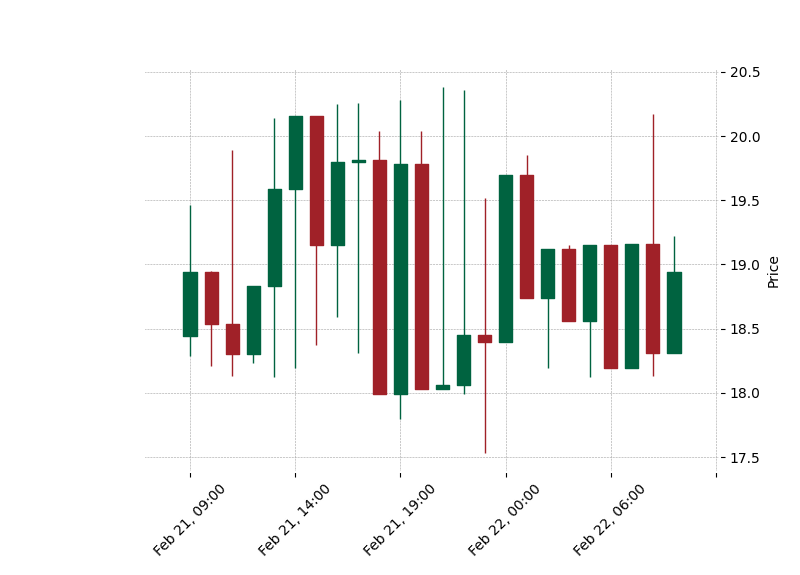 20.5
20.0
19.5
19.0
18.5
18.0
17.5
Price
Feb 21, 09:00
Feb 21, 14:00
Feb 21, 19:00
Feb 22, 00:00
Feb 22, 06:00